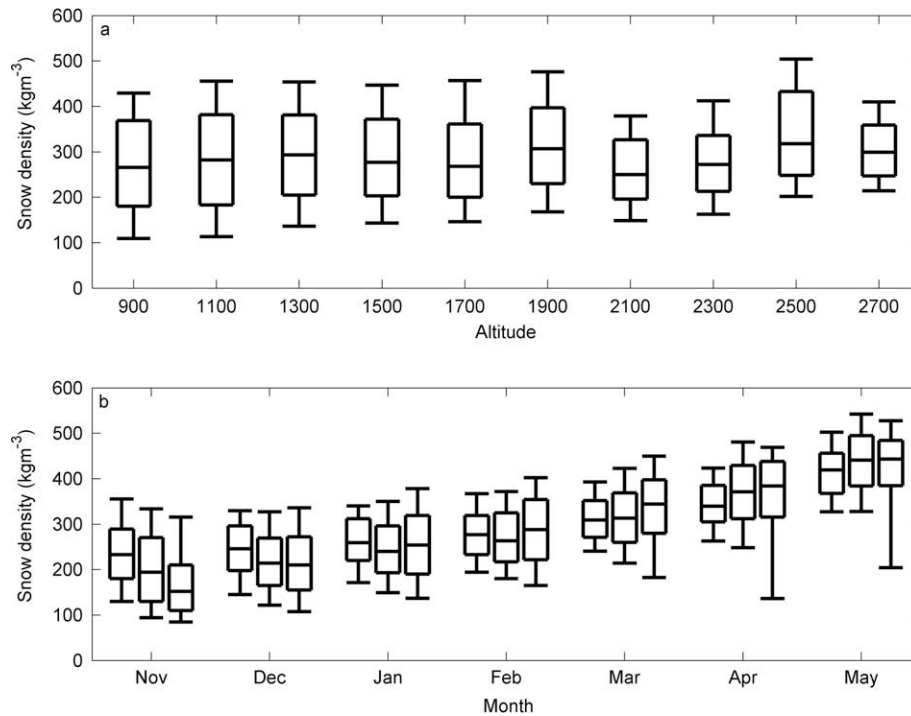 600
a
500
400
300
200
100
0
Snow density (kgm⁻³)
900 1100 1300 1500 1700 1900 2100 2300 2500 2700
Altitude
600
b
500
400
300
200
100
0
Snow density (kgm⁻³)
Nov Dec Jan Feb Mar Apr May
Month